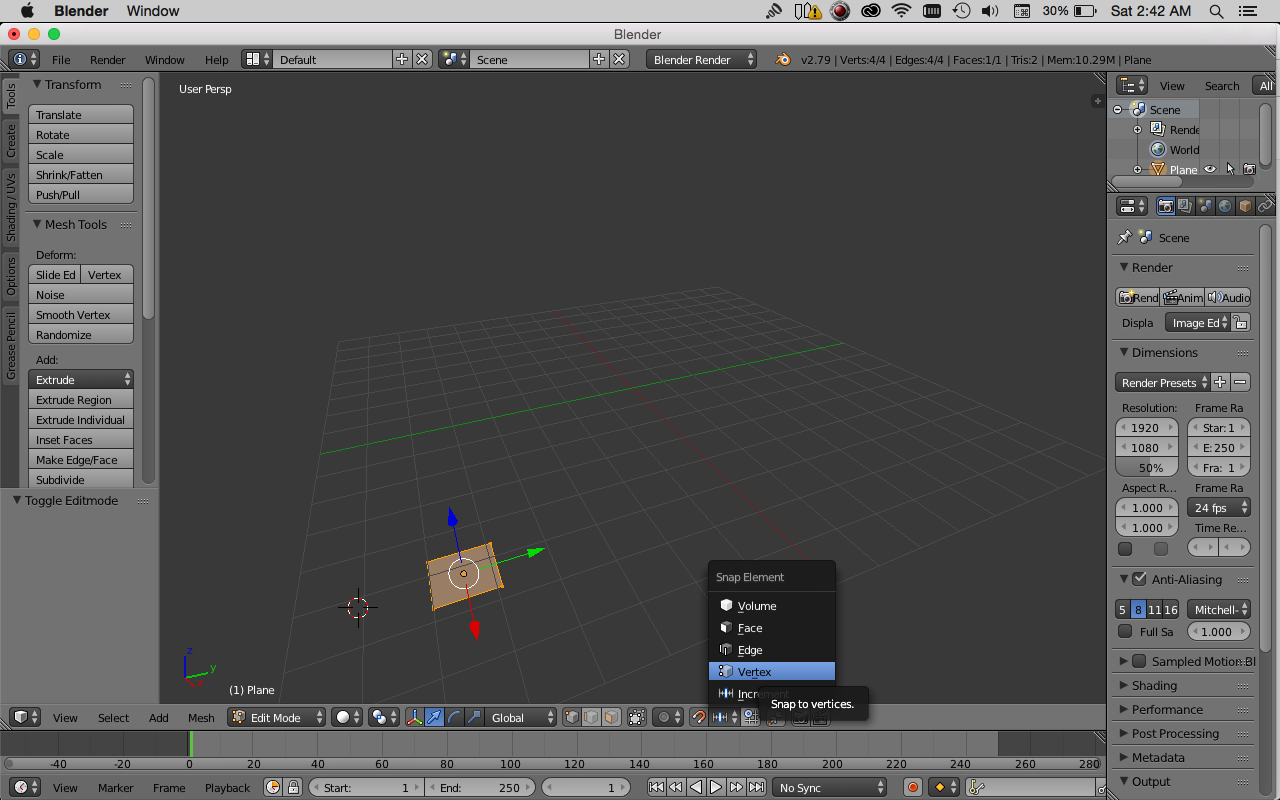 Blender Window 30% Sat 2:42 AM
Blender
File Render Window Help Default Scene Blender Render v2.79 | Verts:4/4 | Edges:4/4 | Faces:1/1 | Tris:2 | Mem:10.29M | Plane
Tools
Create
Shading / UVs
Options
Grease Pencil
Transform
Translate
Rotate
Scale
Shrink/Fatten
Push/Pull
Mesh Tools
Deform:
Slide Ed Vertex
Noise
Smooth Vertex
Randomize
Add:
Extrude
Extrude Region
Extrude Individual
Inset Faces
Make Edge/Face
Subdivide
Toggle Editmode
User Persp
z
y
(1) Plane
Snap Element
Volume
Face
Edge
Vertex
Increment
Snap to vertices.
View Select Add Mesh Edit Mode Global
-40 -20 0 20 40 60 80 100 120 140 160 180 200 220 240 260 280
View Marker Frame Playback Start: 1 End: 250 1 No Sync
View Search All
Scene
Rende
World
Plane
Scene
Render
Rend Anim Audio
Displa Image Ed
Dimensions
Render Presets
Resolution: Frame Ra
1920 Star: 1
1080 E: 250
50% Fra: 1
Aspect R... Frame Ra
1.000 24 fps
1.000 Time Re...
Anti-Aliasing
5 8 11 16 Mitchell-
Full Sa 1.000
Sampled Motion Bl
Shading
Performance
Post Processing
Metadata
Output